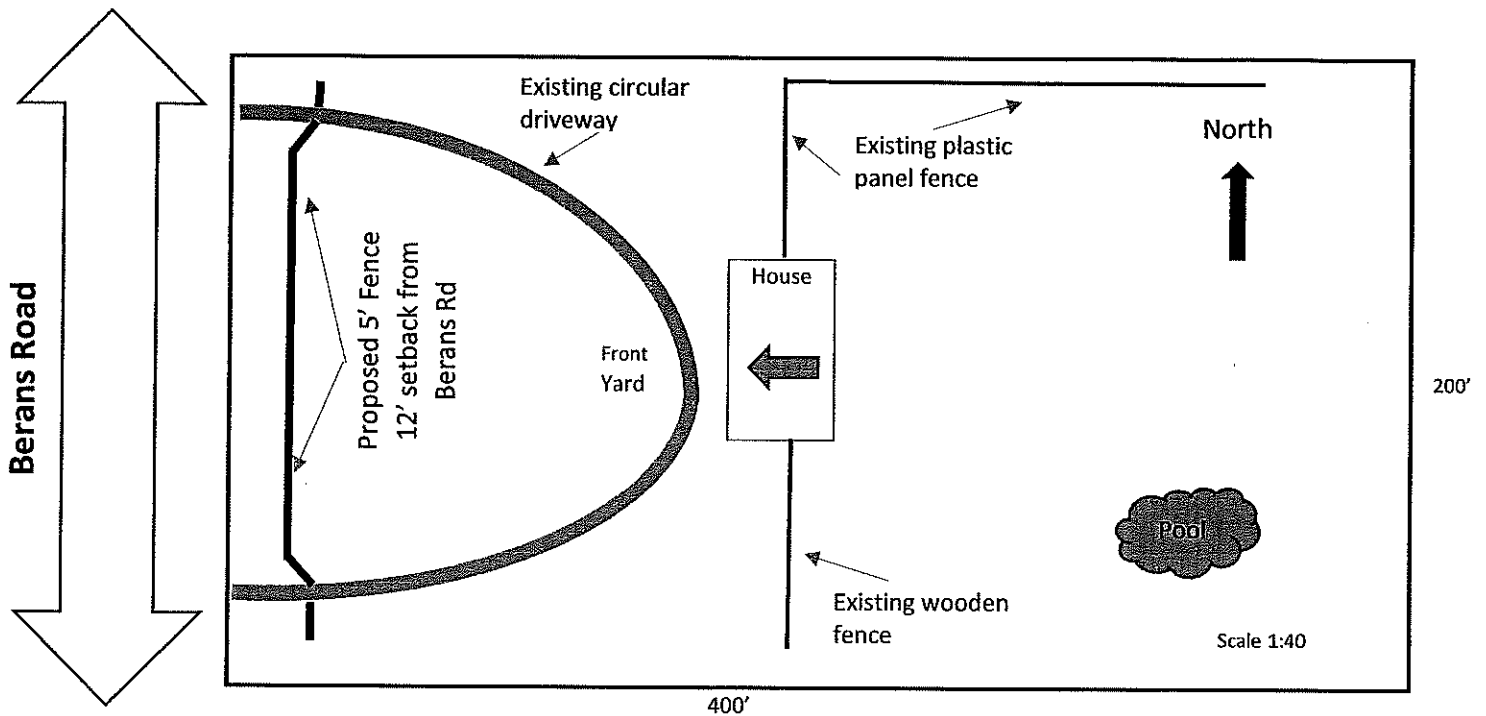 Berans Road
Existing circular
driveway
Proposed 5' Fence
12' setback from
Berans Rd
Front
Yard
House
Existing plastic
panel fence
North
200'
Pool
Existing wooden
fence
Scale 1:40
400'